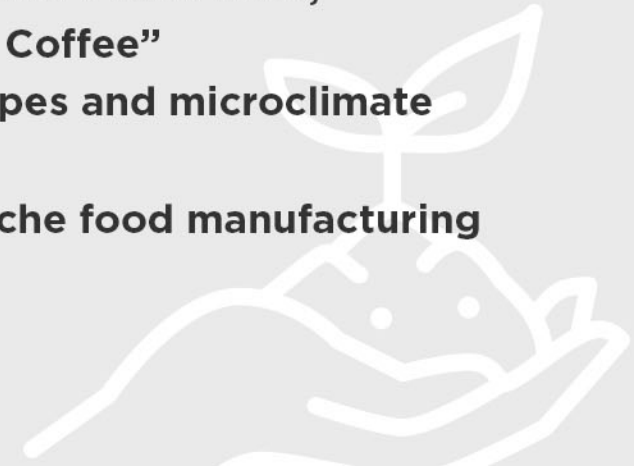 Coffee”
pes and microclimate
che food manufacturing